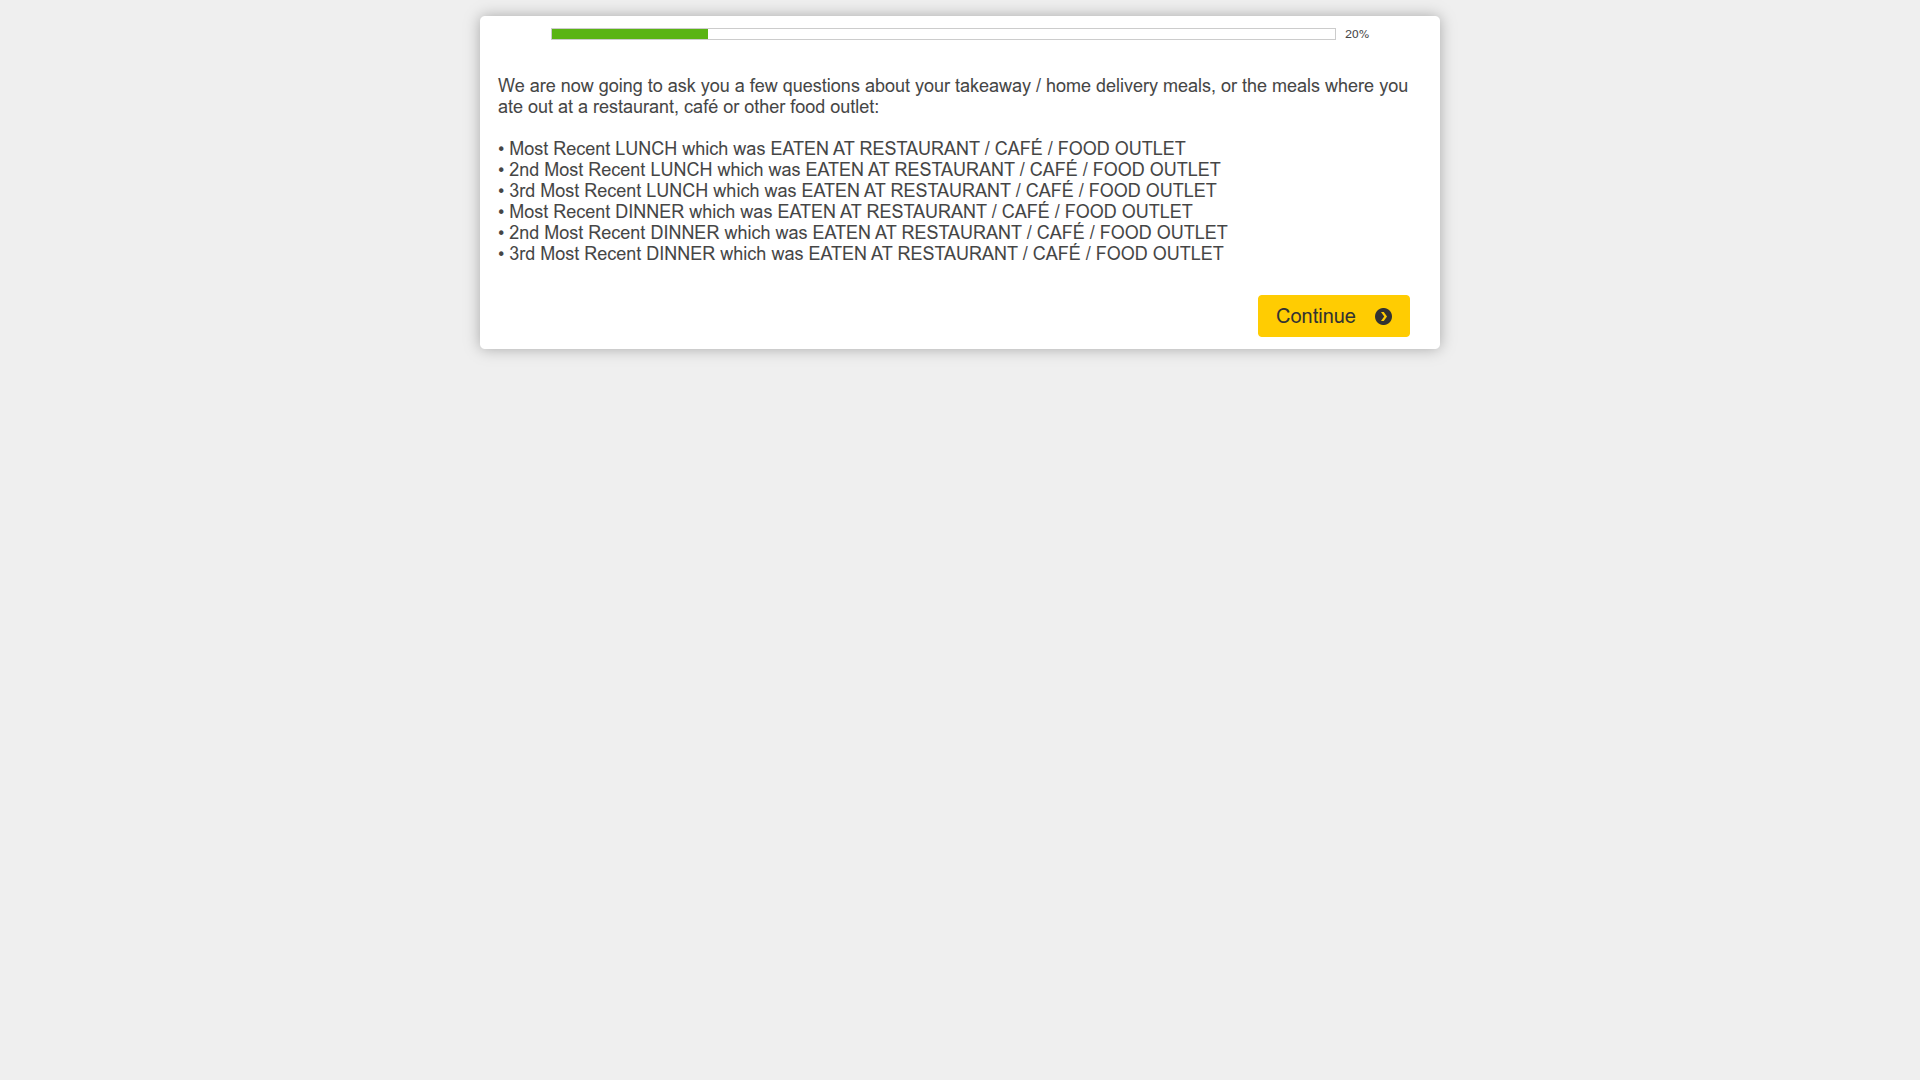 20%
We are now going to ask you a few questions about your takeaway / home delivery meals, or the meals where you
ate out at a restaurant, café or other food outlet:
• Most Recent LUNCH which was EATEN AT RESTAURANT / CAFÉ / FOOD OUTLET
• 2nd Most Recent LUNCH which was EATEN AT RESTAURANT / CAFÉ / FOOD OUTLET
• 3rd Most Recent LUNCH which was EATEN AT RESTAURANT / CAFÉ / FOOD OUTLET
• Most Recent DINNER which was EATEN AT RESTAURANT / CAFÉ / FOOD OUTLET
• 2nd Most Recent DINNER which was EATEN AT RESTAURANT / CAFÉ / FOOD OUTLET
• 3rd Most Recent DINNER which was EATEN AT RESTAURANT / CAFÉ / FOOD OUTLET
Continue